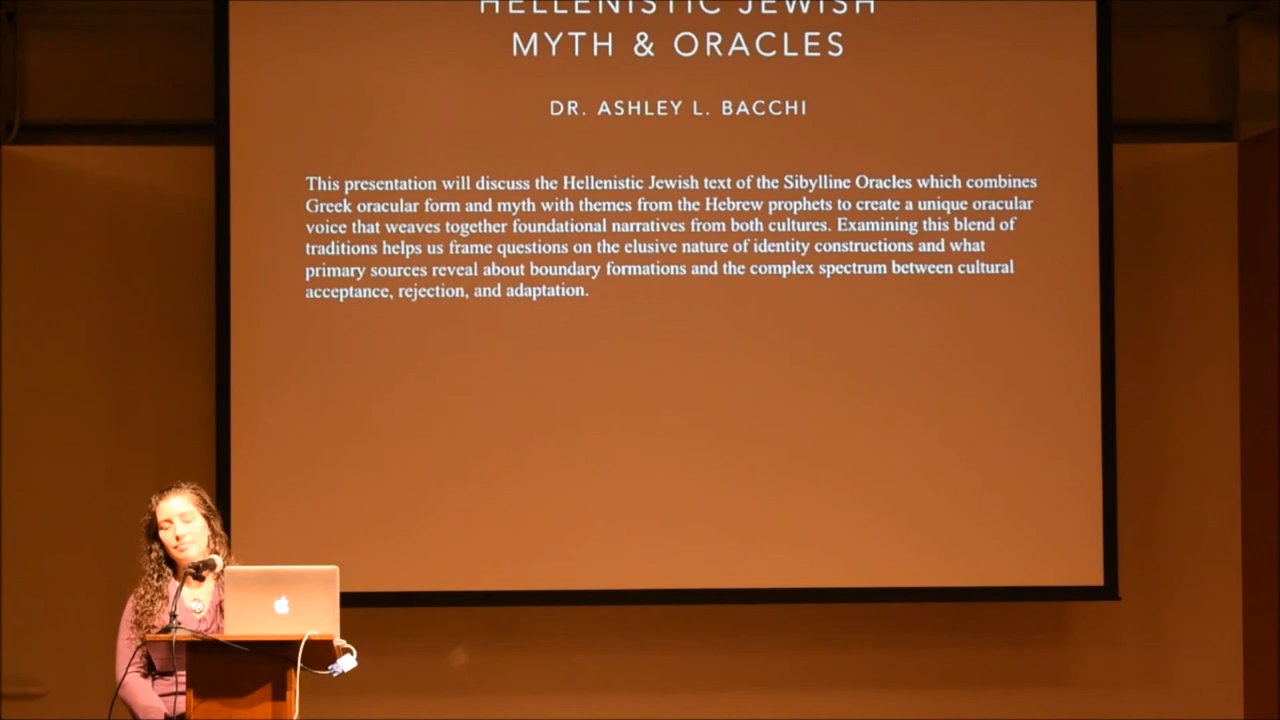 HELLENISTIC JEWISH
MYTH & ORACLES
DR. ASHLEY L. BACCHI
This presentation will discuss the Hellenistic Jewish text of the Sibylline Oracles which combines
Greek oracular form and myth with themes from the Hebrew prophets to create a unique oracular
voice that weaves together foundational narratives from both cultures. Examining this blend of
traditions helps us frame questions on the elusive nature of identity constructions and what
primary sources reveal about boundary formations and the complex spectrum between cultural
acceptance, rejection, and adaptation.